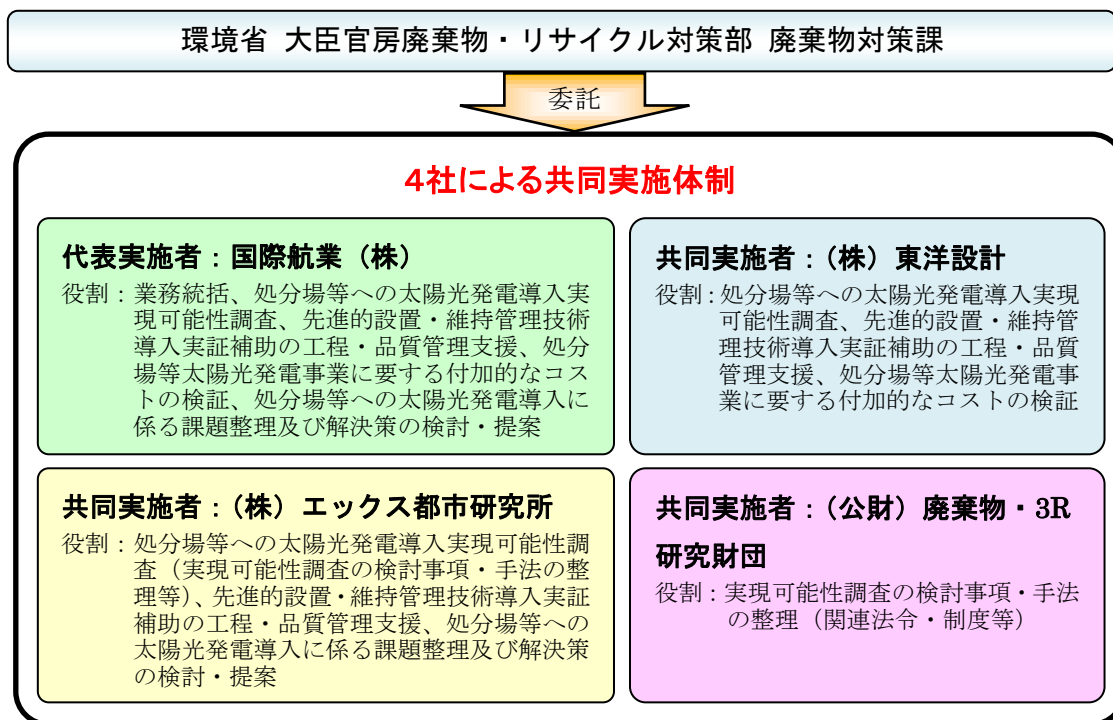 環境省 大臣官房廃棄物・リサイクル対策部 廃棄物対策課
委託
4社による共同実施体制
代表実施者：国際航業（株）
役割：業務統括、処分場等への太陽光発電導入実
現可能性調査、先進的設置・維持管理技術
導入実証補助の工程・品質管理支援、処分
場等太陽光発電事業に要する付加的なコス
トの検証、処分場等への太陽光発電導入に
係る課題整理及び解決策の検討・提案
共同実施者：（株）東洋設計
役割：処分場等への太陽光発電導入実現
可能性調査、先進的設置・維持管
理技術導入実証補助の工程・品質
管理支援、処分場等太陽光発電事
業に要する付加的なコストの検証
共同実施者：（株）エックス都市研究所
役割：処分場等への太陽光発電導入実現可能性調
査（実現可能性調査の検討事項・手法の整
理等）、先進的設置・維持管理技術導入実証
補助の工程・品質管理支援、処分場等への
太陽光発電導入に係る課題整理及び解決策
の検討・提案
共同実施者：（公財）廃棄物・3R
研究財団
役割：実現可能性調査の検討事項・手法
の整理（関連法令・制度等）